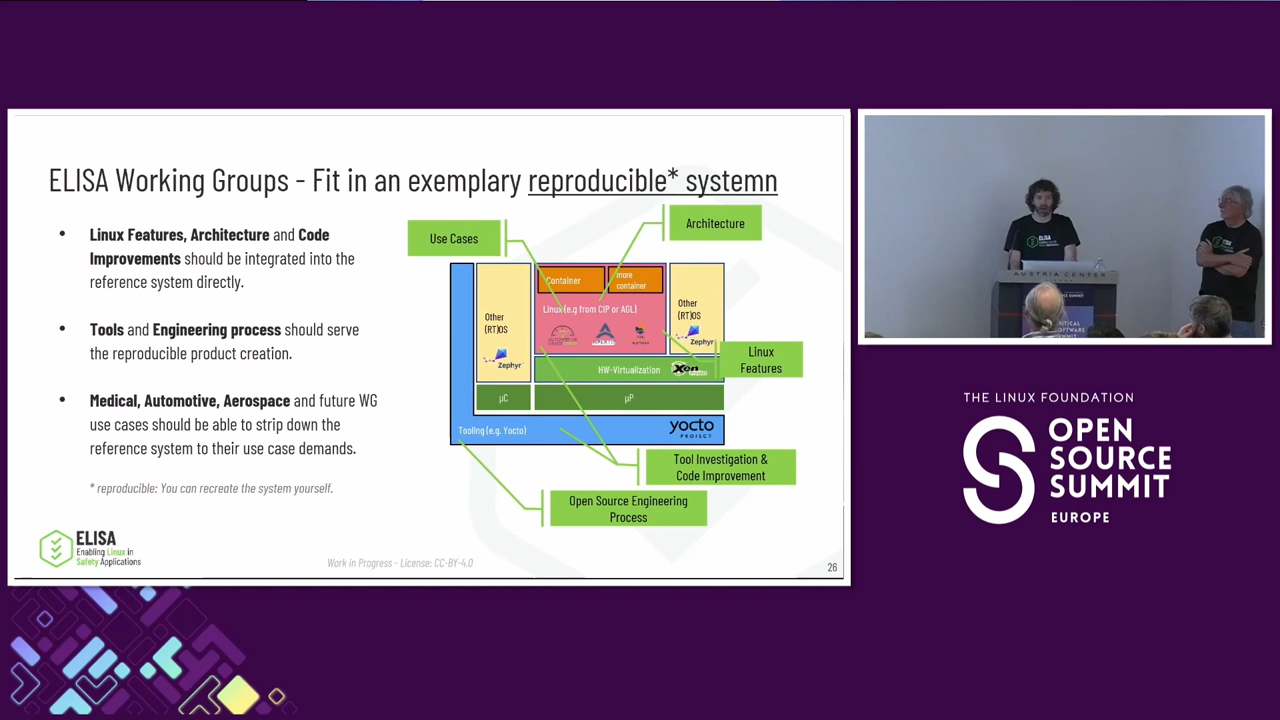 ELISA Working Groups - Fit in an exemplary reproducible* systemn
• Linux Features, Architecture and Code
Improvements should be integrated into the
reference system directly.
• Tools and Engineering process should serve
the reproducible product creation.
• Medical, Automotive, Aerospace and future WG
use cases should be able to strip down the
reference system to their use case demands.
* reproducible: You can recreate the system yourself.
Use Cases
Architecture
Container
more
container
Linux (e.g from CIP or AGL)
Other
(RT)OS
Zephyr
Other
(RT)OS
Zephyr
Linux
Features
HW-Virtualization
Xen
µC
µP
Tooling (e.g. Yocto)
yocto
PROJECT
Tool Investigation &
Code Improvement
Open Source Engineering
Process
ELISA
Enabling Linux in
Safety Applications
Work in Progress - License: CC-BY-4.0
26
ELISA
AUSTRIA CENTER
THE LINUX FOUNDATION
OPEN
SOURCE
SUMMIT
EUROPE